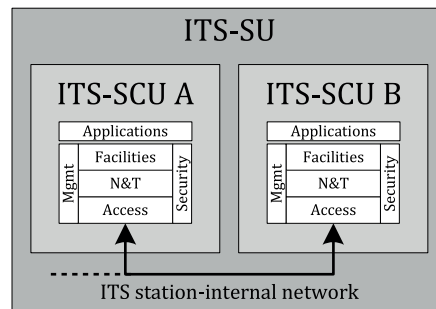 ITS-SU
ITS-SCU A
Applications
Mgmt
Facilities
N&T
Access
Security
ITS-SCU B
Applications
Mgmt
Facilities
N&T
Access
Security
ITS station-internal network